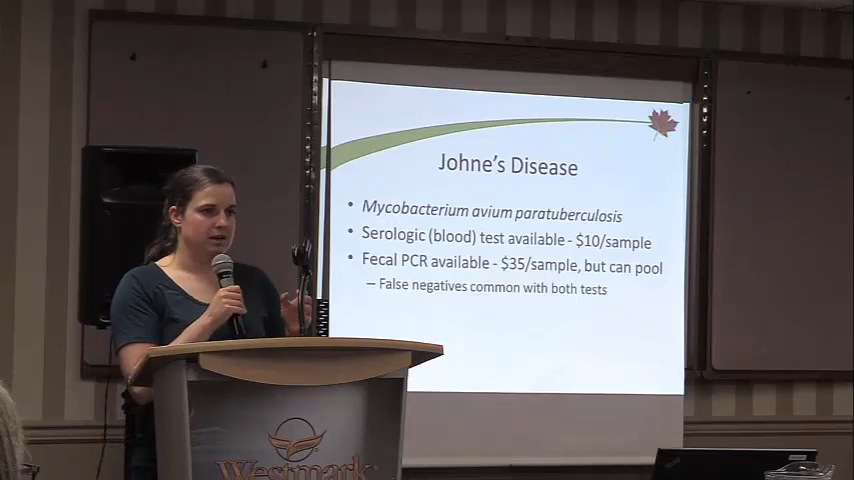 Johne's Disease
• Mycobacterium avium paratuberculosis
• Serologic (blood) test available - $10/sample
• Fecal PCR available - $35/sample, but can pool
– False negatives common with both tests
Westmark